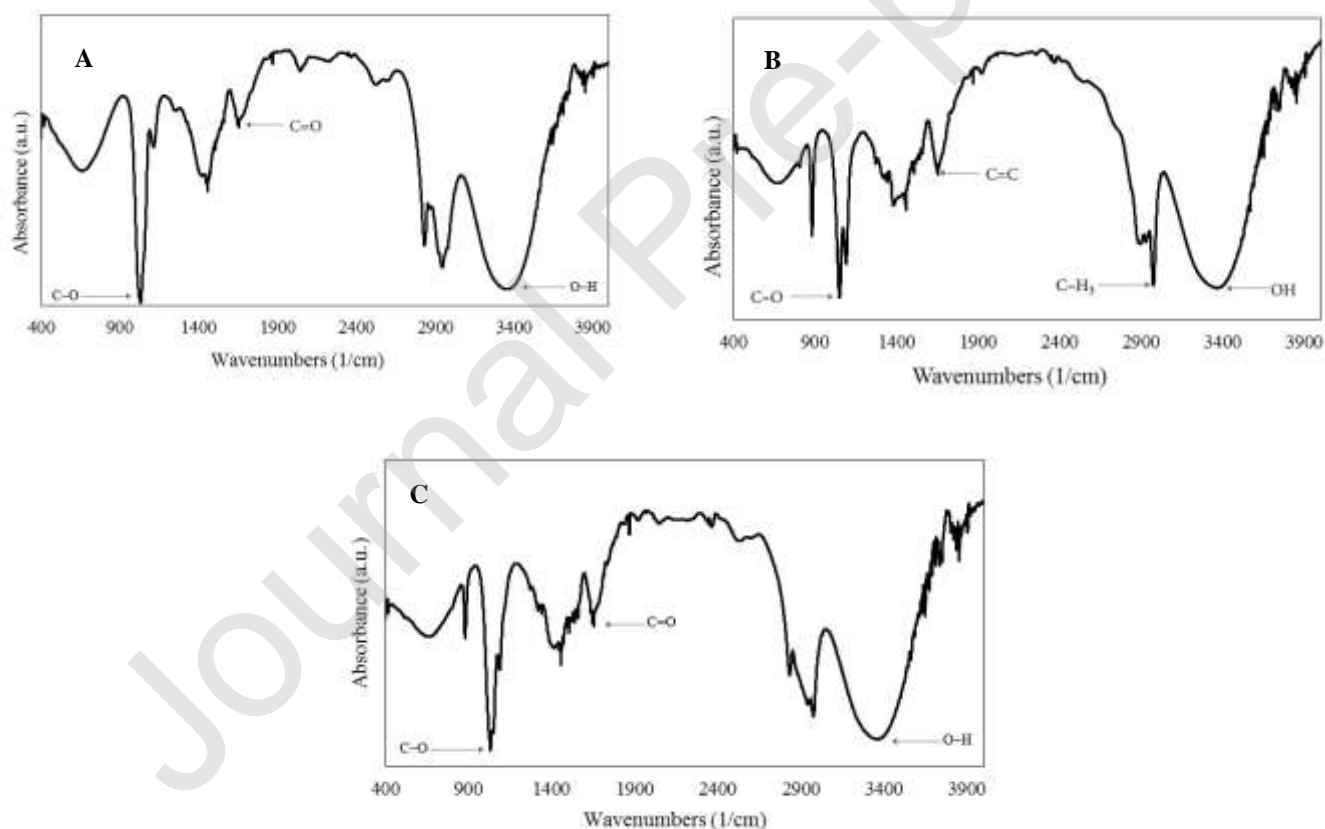 A
C=O
C-O
O-H
Absorbance (a.u.)
400 900 1400 1900 2400 2900 3400 3900
Wavenumbers (1/cm)
B
C=C
C-O
C-H₃
OH
Absorbance (a.u.)
400 900 1400 1900 2400 2900 3400 3900
Wavenumbers (1/cm)
C
C=O
C-O
O-H
Absorbance (a.u.)
400 900 1400 1900 2400 2900 3400 3900
Wavenumbers (1/cm)
Journal Pre-p